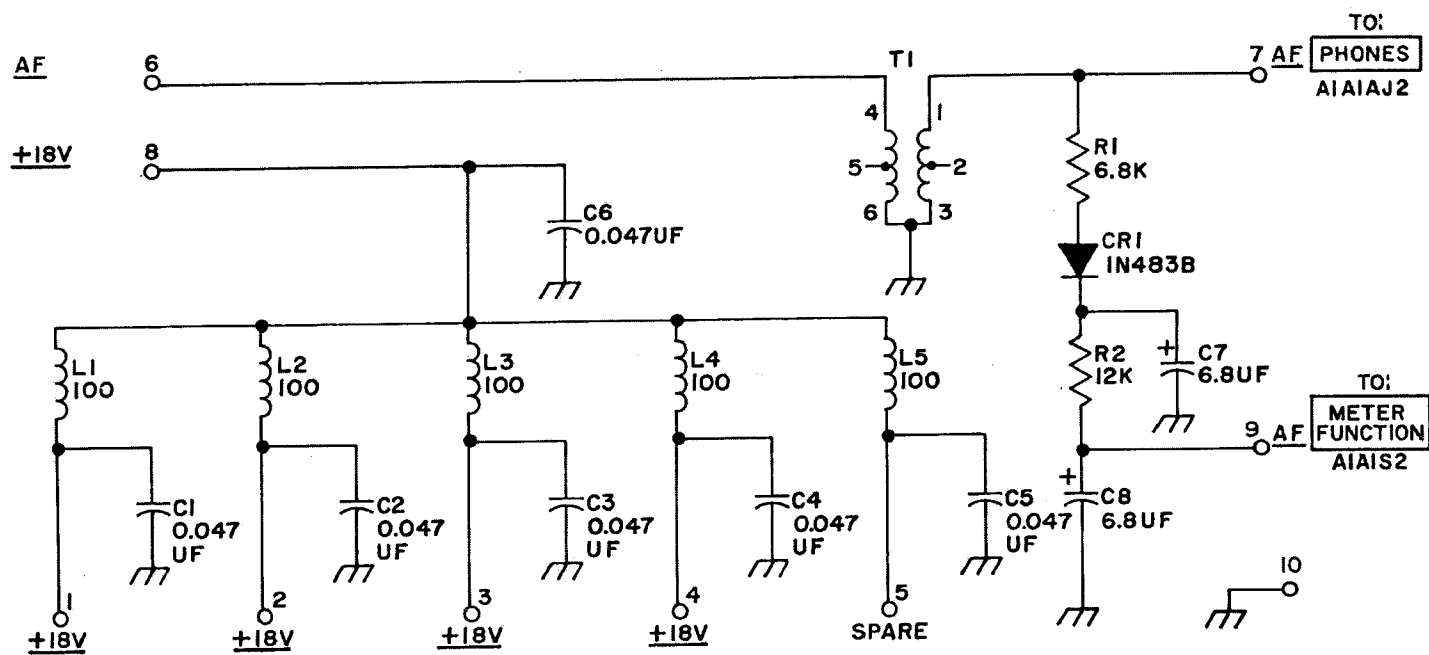 AF
6
T1
7
AF
TO:
PHONES
A1A1AJ2
+18V
8
4
1
5
2
6
3
R1
6.8K
C6
0.047UF
CR1
1N483B
L1
100
L2
100
L3
100
L4
100
L5
100
R2
12K
+
C7
6.8UF
TO:
METER
FUNCTION
A1A1S2
9
AF
C1
0.047
UF
C2
0.047
UF
C3
0.047
UF
C4
0.047
UF
C5
0.047
UF
+
C8
6.8UF
10
1
+18V
2
+18V
3
+18V
4
+18V
5
SPARE